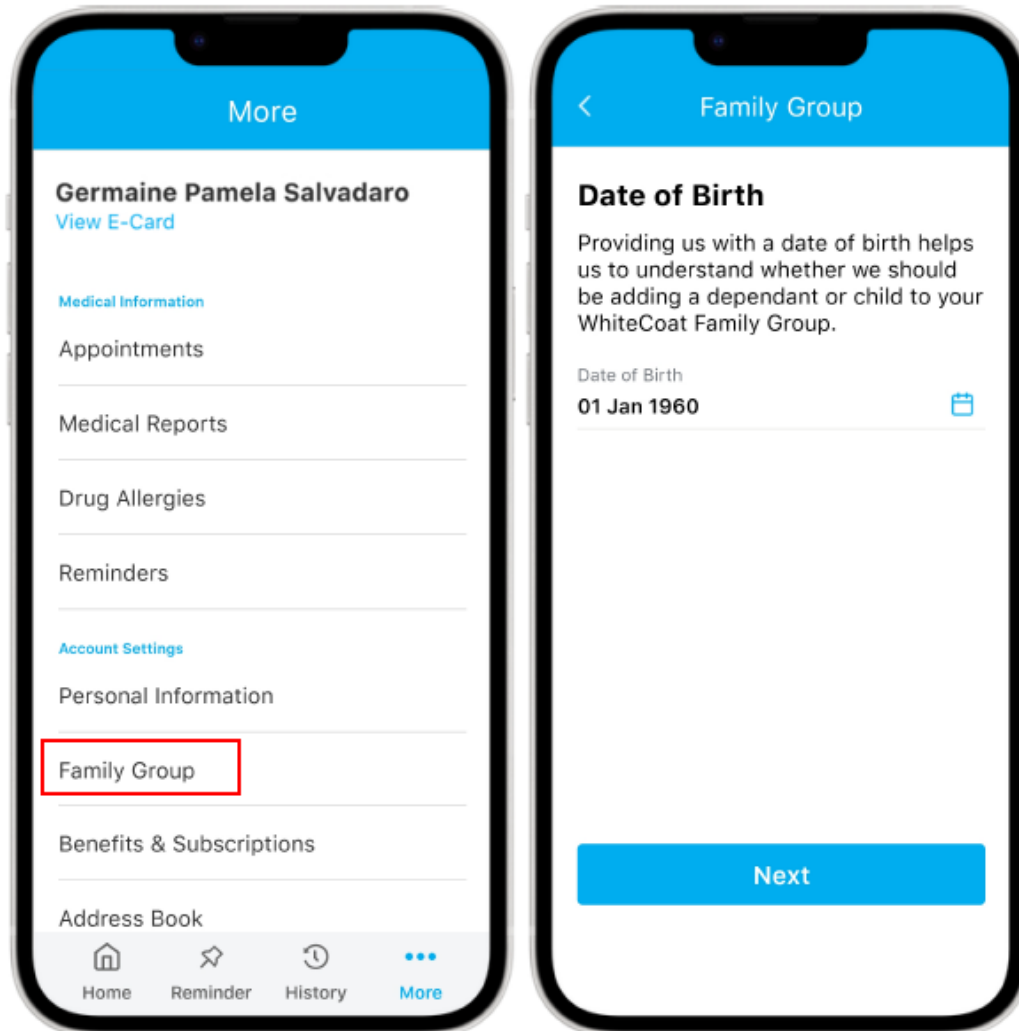 More
Germaine Pamela Salvadaro
View E-Card
Medical Information
Appointments
Medical Reports
Drug Allergies
Reminders
Account Settings
Personal Information
Family Group
Benefits & Subscriptions
Address Book
Home
Reminder
History
More
Family Group
Date of Birth
Providing us with a date of birth helps
us to understand whether we should
be adding a dependant or child to your
WhiteCoat Family Group.
Date of Birth
01 Jan 1960
Next